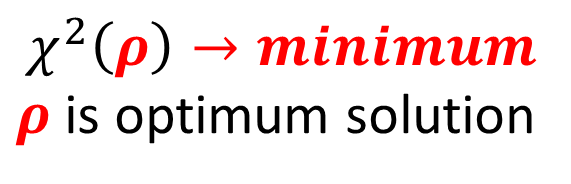 χ²(ρ) → minimum
ρ is optimum solution